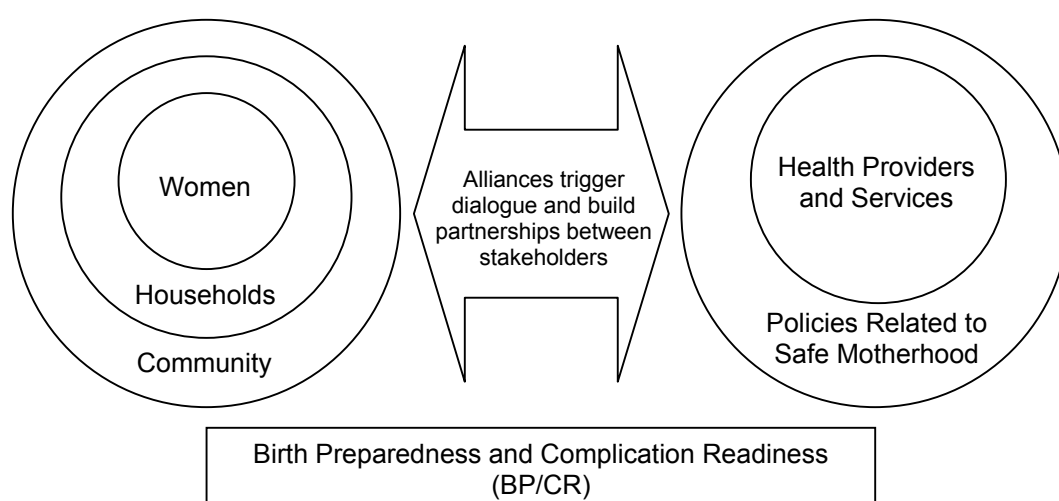 Women
Households
Community
Alliances trigger
dialogue and build
partnerships between
stakeholders
Health Providers
and Services
Policies Related to
Safe Motherhood
Birth Preparedness and Complication Readiness
(BP/CR)